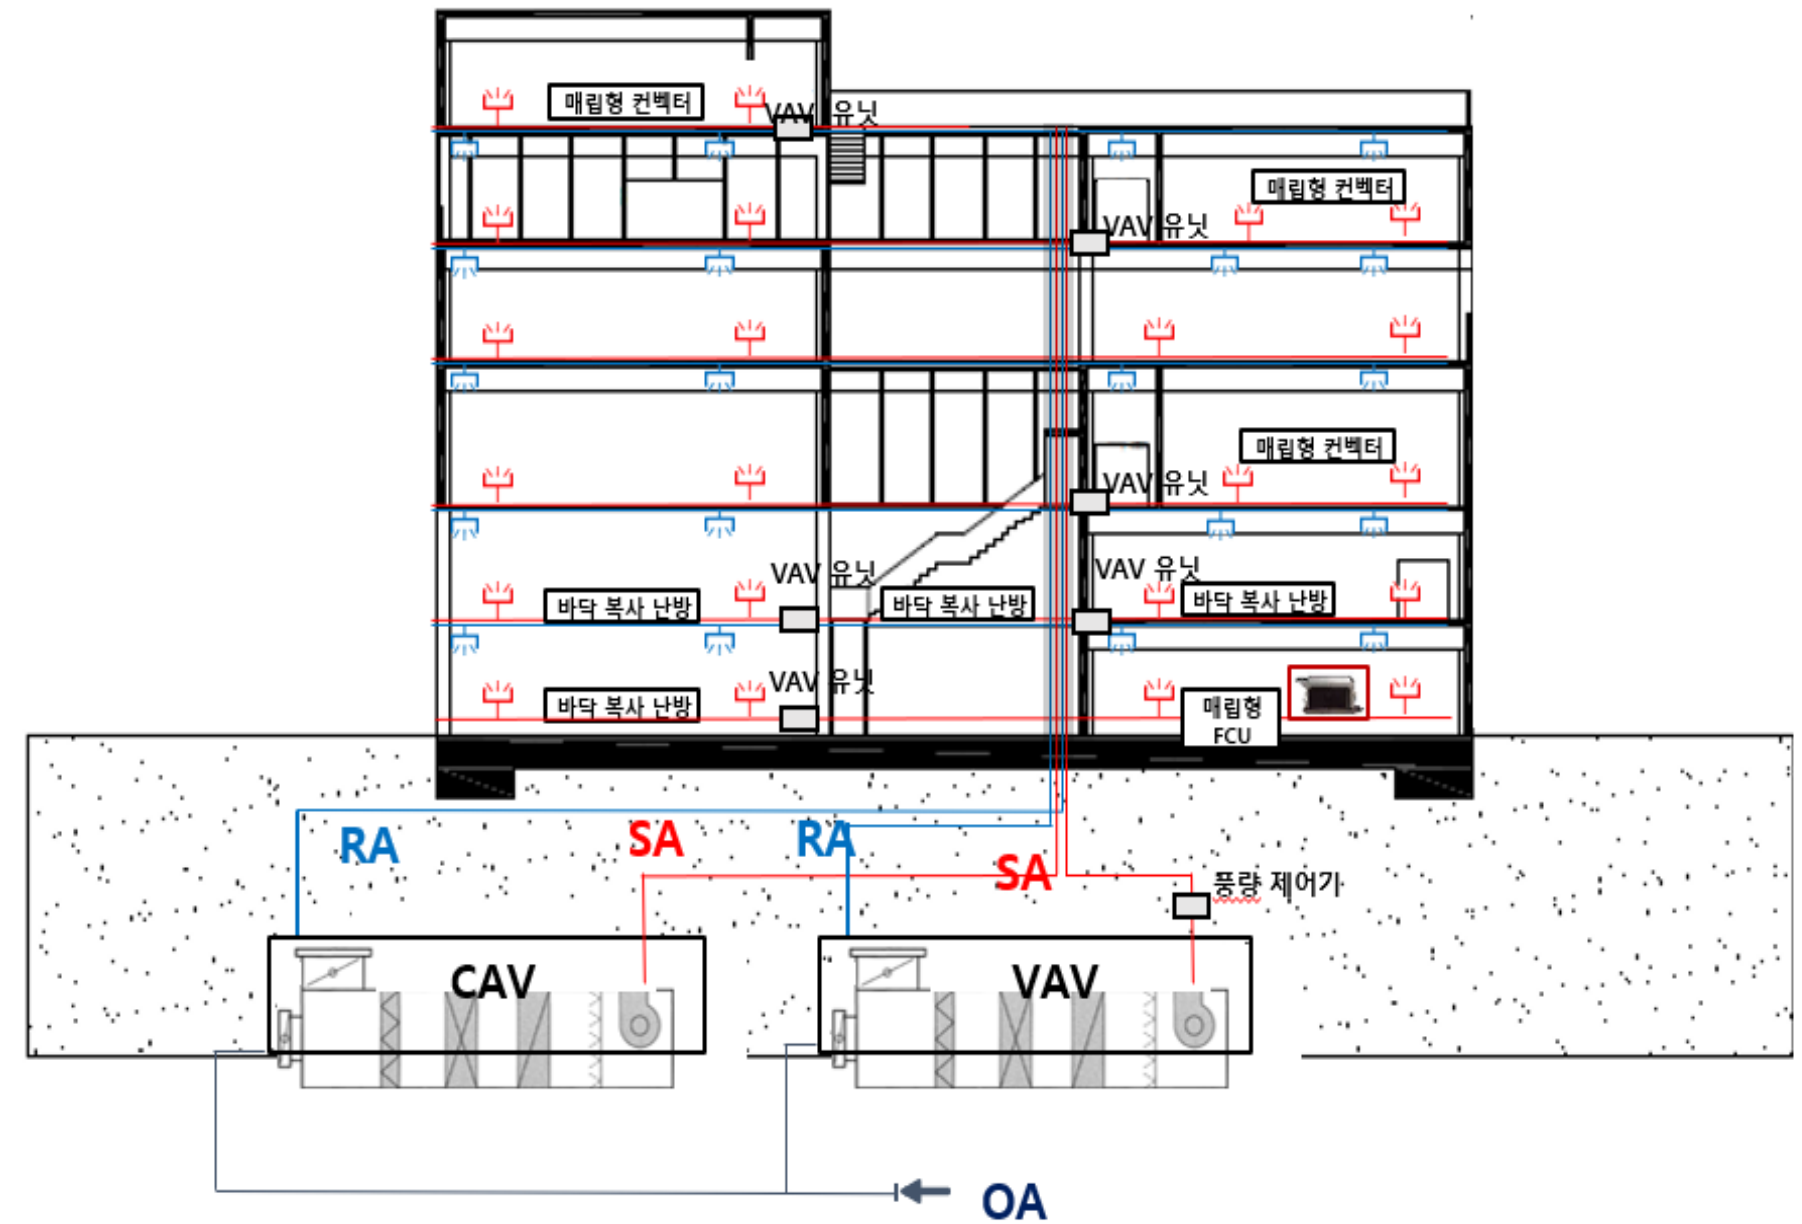 매립형 컨벡터
VAV 유닛
매립형 컨벡터
VAV 유닛
매립형 컨벡터
VAV 유닛
VAV 유닛
VAV 유닛
바닥 복사 난방
바닥 복사 난방
바닥 복사 난방
VAV 유닛
바닥 복사 난방
매립형
FCU
RA
SA
RA
SA
풍량 제어기
CAV
VAV
OA